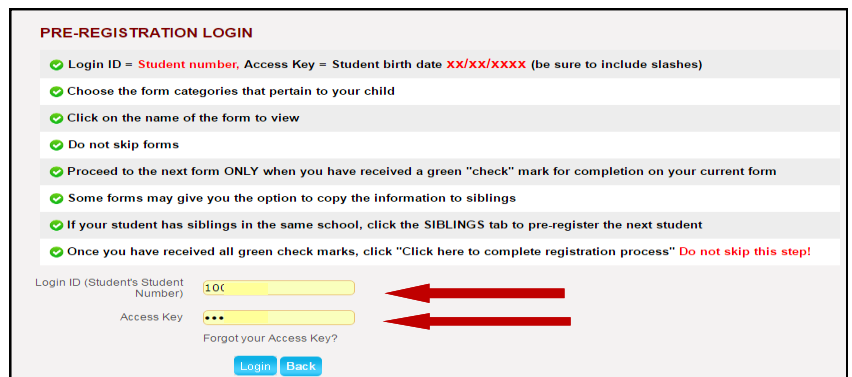 PRE-REGISTRATION LOGIN
Login ID = Student number, Access Key = Student birth date xx/xx/xxxx (be sure to include slashes)
Choose the form categories that pertain to your child
Click on the name of the form to view
Do not skip forms
Proceed to the next form ONLY when you have received a green "check" mark for completion on your current form
Some forms may give you the option to copy the information to siblings
If your student has siblings in the same school, click the SIBLINGS tab to pre-register the next student
Once you have received all green check marks, click "Click here to complete registration process" Do not skip this step!
Login ID (Student's Student
Number)
100
Access Key
•••
Forgot your Access Key?
Login Back